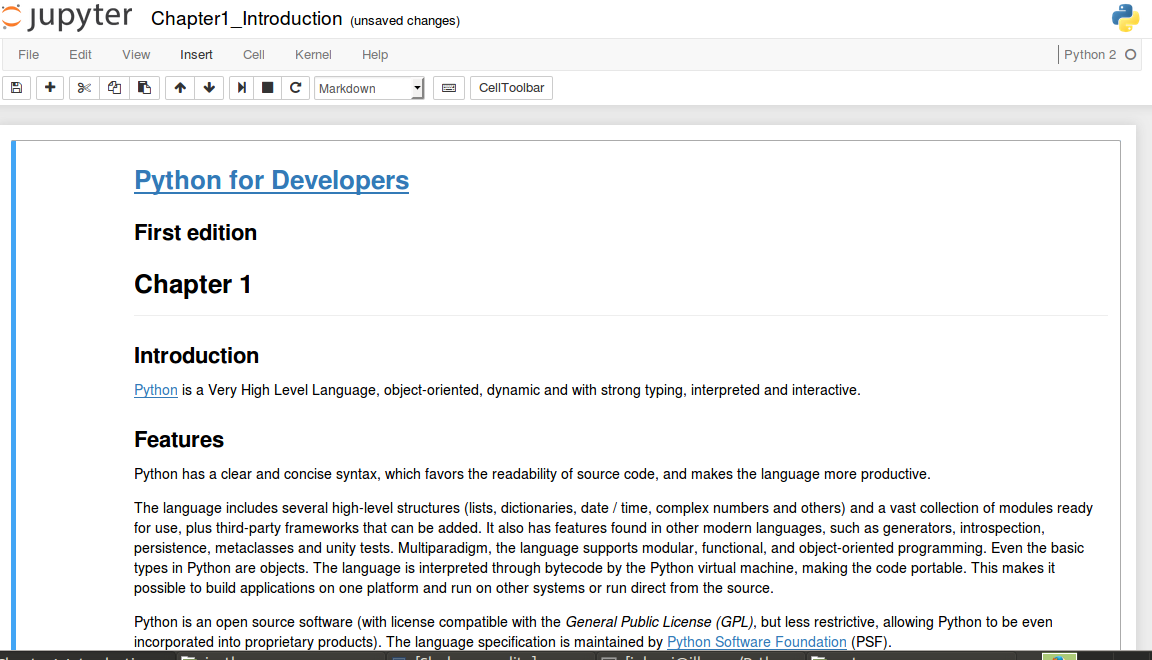 jupyter Chapter1_Introduction (unsaved changes)
File Edit View Insert Cell Kernel Help Python 2
Markdown CellToolbar
Python for Developers
First edition
Chapter 1
Introduction
Python is a Very High Level Language, object-oriented, dynamic and with strong typing, interpreted and interactive.
Features
Python has a clear and concise syntax, which favors the readability of source code, and makes the language more productive.
The language includes several high-level structures (lists, dictionaries, date / time, complex numbers and others) and a vast collection of modules ready
for use, plus third-party frameworks that can be added. It also has features found in other modern languages, such as generators, introspection,
persistence, metaclasses and unity tests. Multiparadigm, the language supports modular, functional, and object-oriented programming. Even the basic
types in Python are objects. The language is interpreted through bytecode by the Python virtual machine, making the code portable. This makes it
possible to build applications on one platform and run on other systems or run direct from the source.
Python is an open source software (with license compatible with the General Public License (GPL), but less restrictive, allowing Python to be even
incorporated into proprietary products). The language specification is maintained by Python Software Foundation (PSF).